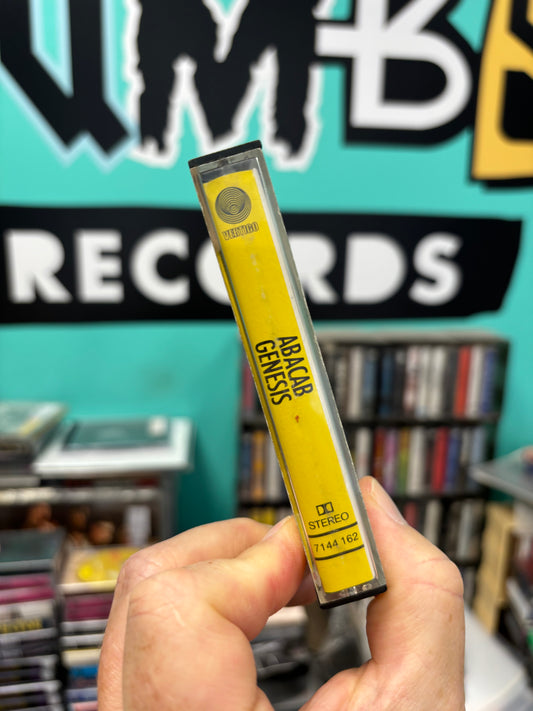 RECORDS
VERTIGO
ABACAB
GENESIS
STEREO
7144 162